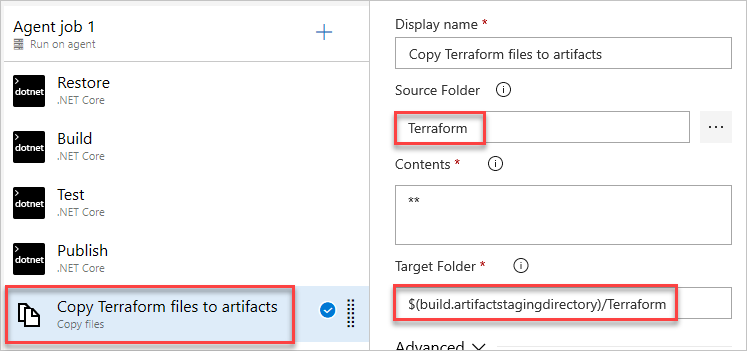 Agent job 1
Run on agent
>
dotnet
Restore
.NET Core
>
dotnet
Build
.NET Core
>
dotnet
Test
.NET Core
>
dotnet
Publish
.NET Core
Copy Terraform files to artifacts
Copy files
Display name *
Copy Terraform files to artifacts
Source Folder
Terraform
...
Contents *
**
Target Folder *
$(build.artifactstagingdirectory)/Terraform
Advanced